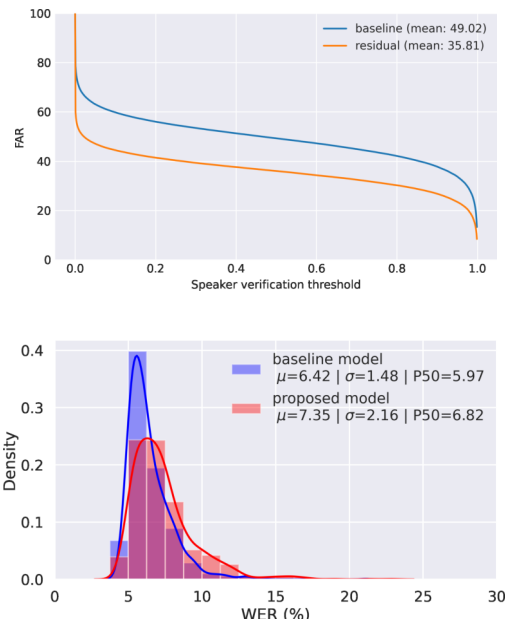 100
80
60
40
20
0
FAR
baseline (mean: 49.02)
residual (mean: 35.81)
0.0 0.2 0.4 0.6 0.8 1.0
Speaker verification threshold
0.4
0.3
0.2
0.1
0.0
Density
baseline model
μ=6.42 | σ=1.48 | P50=5.97
proposed model
μ=7.35 | σ=2.16 | P50=6.82
0 5 10 15 20 25 30
WER (%)